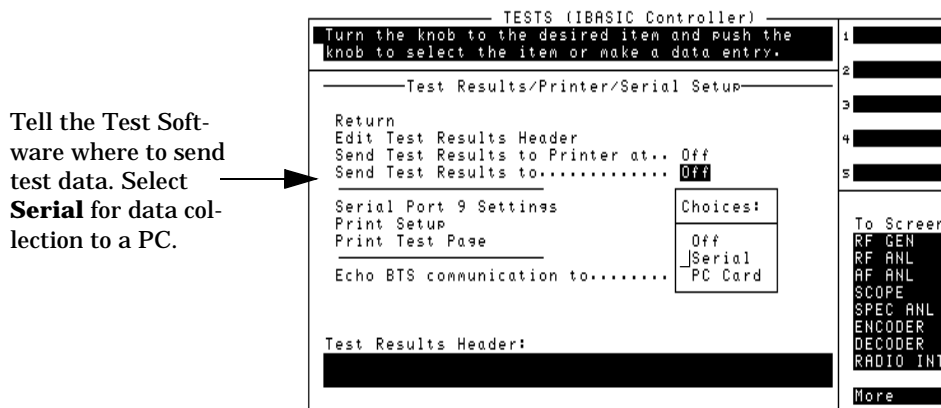 Tell the Test Soft-
ware where to send
test data. Select
Serial for data col-
lection to a PC.
TESTS (IBASIC Controller)
Turn the knob to the desired item and push the
knob to select the item or make a data entry.
Test Results/Printer/Serial Setup
Return
Edit Test Results Header
Send Test Results to Printer at.. Off
Send Test Results to............. Off
Serial Port 9 Settings
Print Setup
Print Test Page
Echo BTS communication to........
Choices:
Off
Serial
PC Card
Test Results Header:
1
2
3
4
5
To Screen
RF GEN
RF ANL
AF ANL
SCOPE
SPEC ANL
ENCODER
DECODER
RADIO INT
More